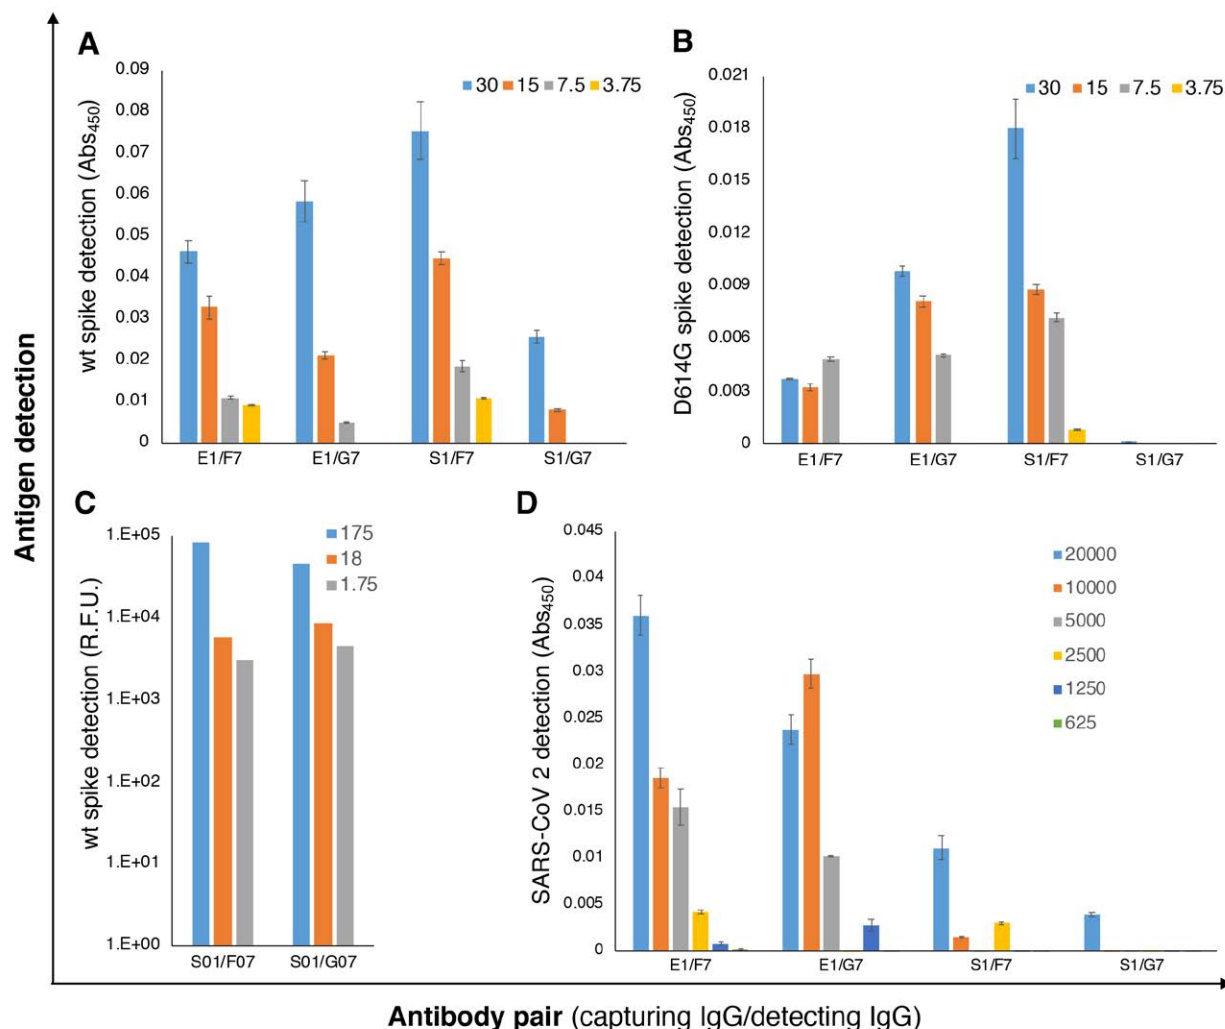 A
wt spike detection (Abs450)
30 15 7.5 3.75
0.09
0.08
0.07
0.06
0.05
0.04
0.03
0.02
0.01
0
E1/F7 E1/G7 S1/F7 S1/G7
B
D614G spike detection (Abs450)
30 15 7.5 3.75
0.021
0.018
0.015
0.012
0.009
0.006
0.003
0
E1/F7 E1/G7 S1/F7 S1/G7
Antigen detection
C
wt spike detection (R.F.U.)
175
18
1.75
1.E+05
1.E+04
1.E+03
1.E+02
1.E+01
1.E+00
S01/F07 S01/G07
D
SARS-CoV 2 detection (Abs450)
0.045
0.04
0.035
0.03
0.025
0.02
0.015
0.01
0.005
0
20000
10000
5000
2500
1250
625
E1/F7 E1/G7 S1/F7 S1/G7
Antibody pair (capturing IgG/detecting IgG)